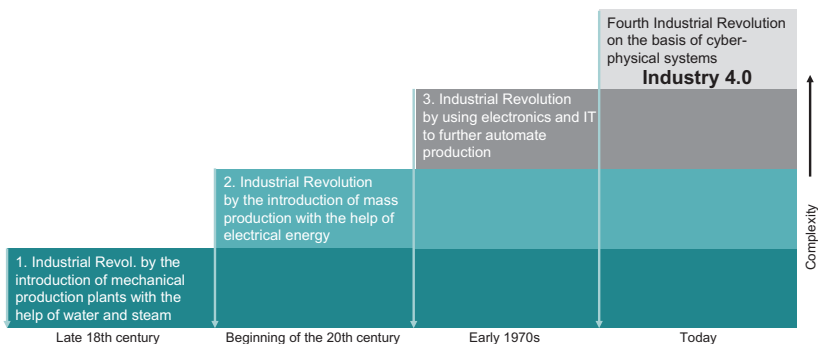 Fourth Industrial Revolution
on the basis of cyber-
physical systems
Industry 4.0
3. Industrial Revolution
by using electronics and IT
to further automate
production
2. Industrial Revolution
by the introduction of mass
production with the help of
electrical energy
1. Industrial Revol. by the
introduction of mechanical
production plants with the
help of water and steam
Complexity
Late 18th century
Beginning of the 20th century
Early 1970s
Today